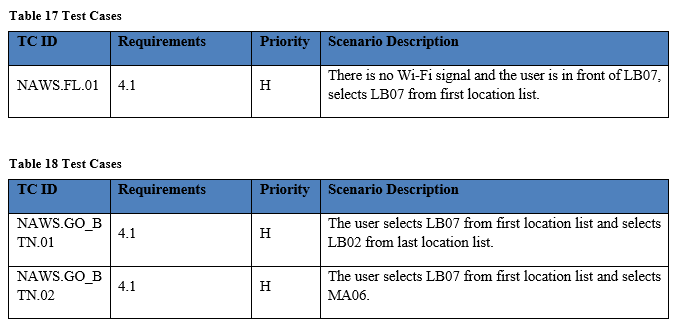 Table 17 Test Cases
TC ID Requirements Priority Scenario Description
NAWS.FL.01 4.1 H There is no Wi-Fi signal and the user is in front of LB07,
selects LB07 from first location list.
Table 18 Test Cases
TC ID Requirements Priority Scenario Description
NAWS.GO_B 4.1 H The user selects LB07 from first location list and selects
TN.01 LB02 from last location list.
NAWS.GO_B 4.1 H The user selects LB07 from first location list and selects
TN.02 MA06.